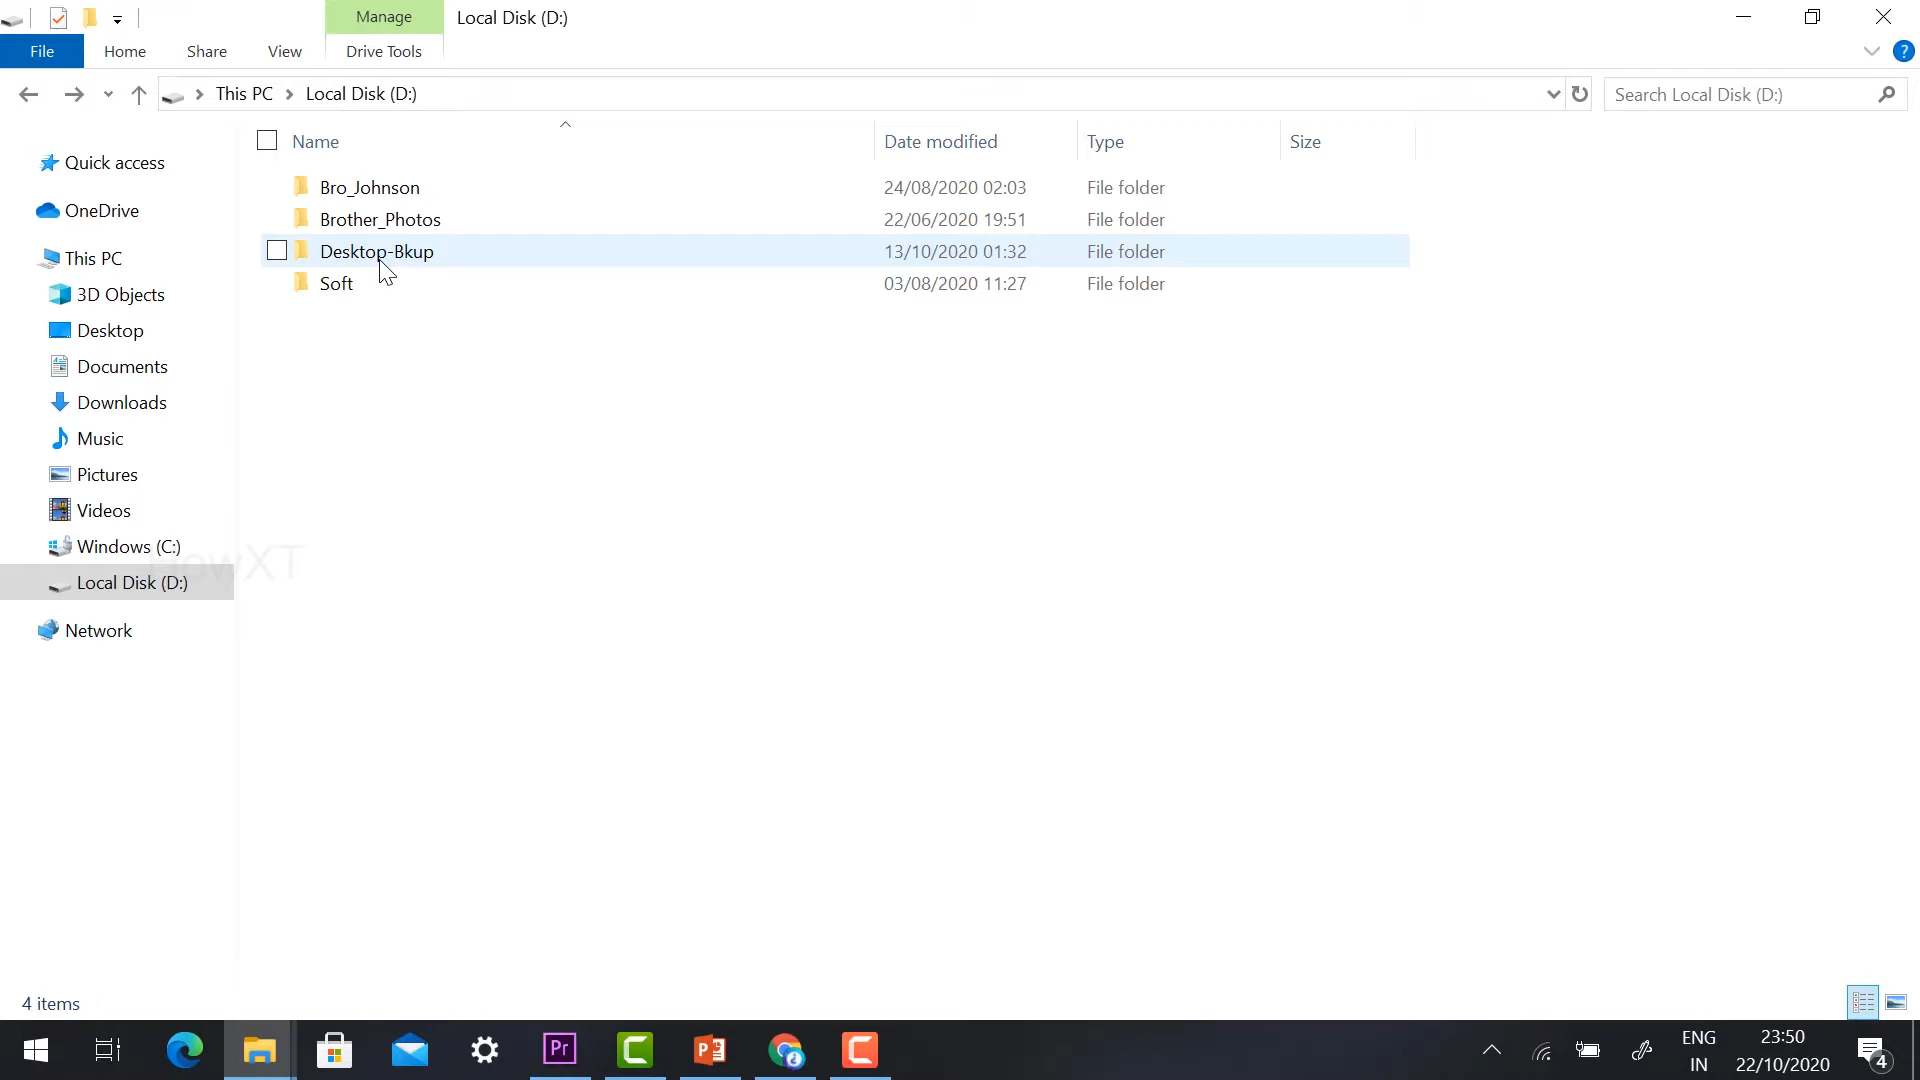 Manage
Local Disk (D:)
File
Home
Share
View
Drive Tools
?
This PC
Local Disk (D:)
Search Local Disk (D:)
Name
Date modified
Type
Size
Quick access
OneDrive
This PC
3D Objects
Desktop
Documents
Downloads
Music
Pictures
Videos
Windows (C:)
Local Disk (D:)
Network
Bro_Johnson 24/08/2020 02:03 File folder
Brother_Photos 22/06/2020 19:51 File folder
Desktop-Bkup 13/10/2020 01:32 File folder
Soft 03/08/2020 11:27 File folder
HowXT
4 items
Pr
P
ENG
IN
23:50
22/10/2020
4